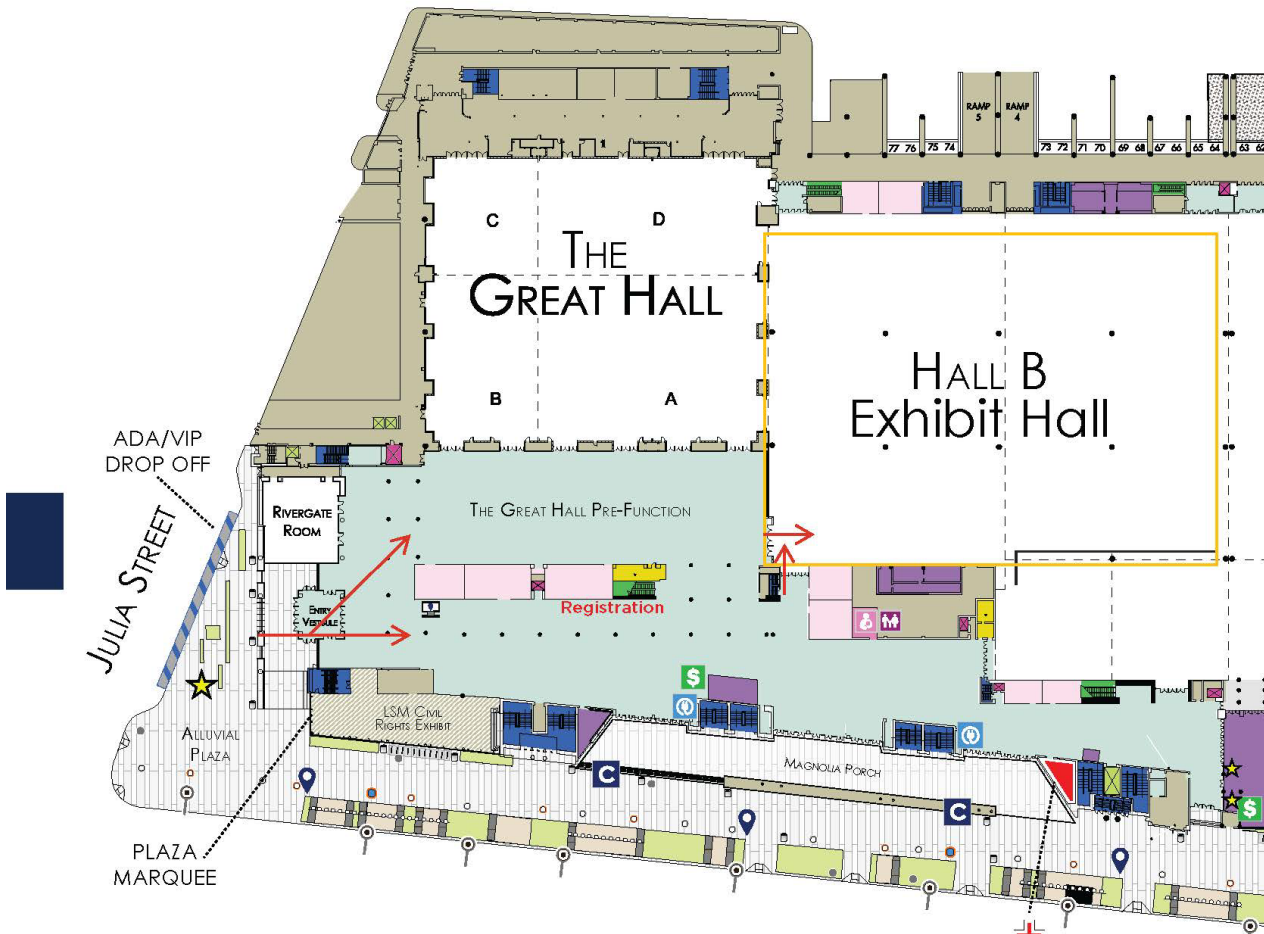 RAMP
5
RAMP
4
77 76
75 74
73 72
71 70
69 68
67 66
65 64
63 62
C
D
THE
GREAT HALL
B
A
HALL B
Exhibit Hall
ADA/VIP
DROP OFF
JULIA STREET
RIVERGATE
ROOM
THE GREAT HALL PRE-FUNCTION
ENTRY
VESTIBULE
Registration
$
LSM CIVIL
RIGHTS EXHIBIT
ALLUVIAL
PLAZA
MAGNOLIA PORCH
C
C
$
PLAZA
MARQUEE